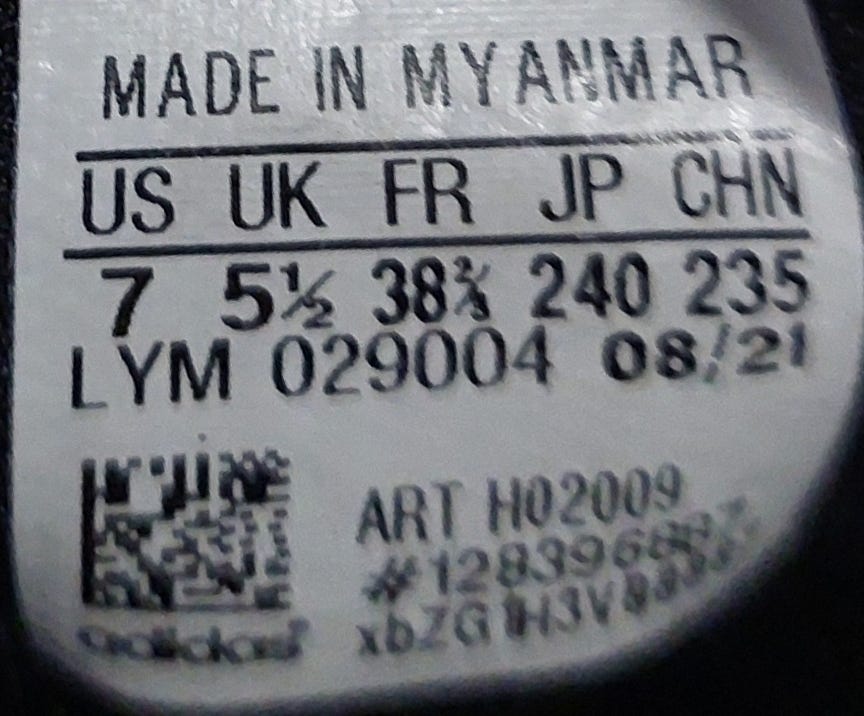 MADE IN MYANMAR
US UK FR JP CHN
7 5½ 38⅔ 240 235
LYM 029004 08/21
ART H02009
adidas